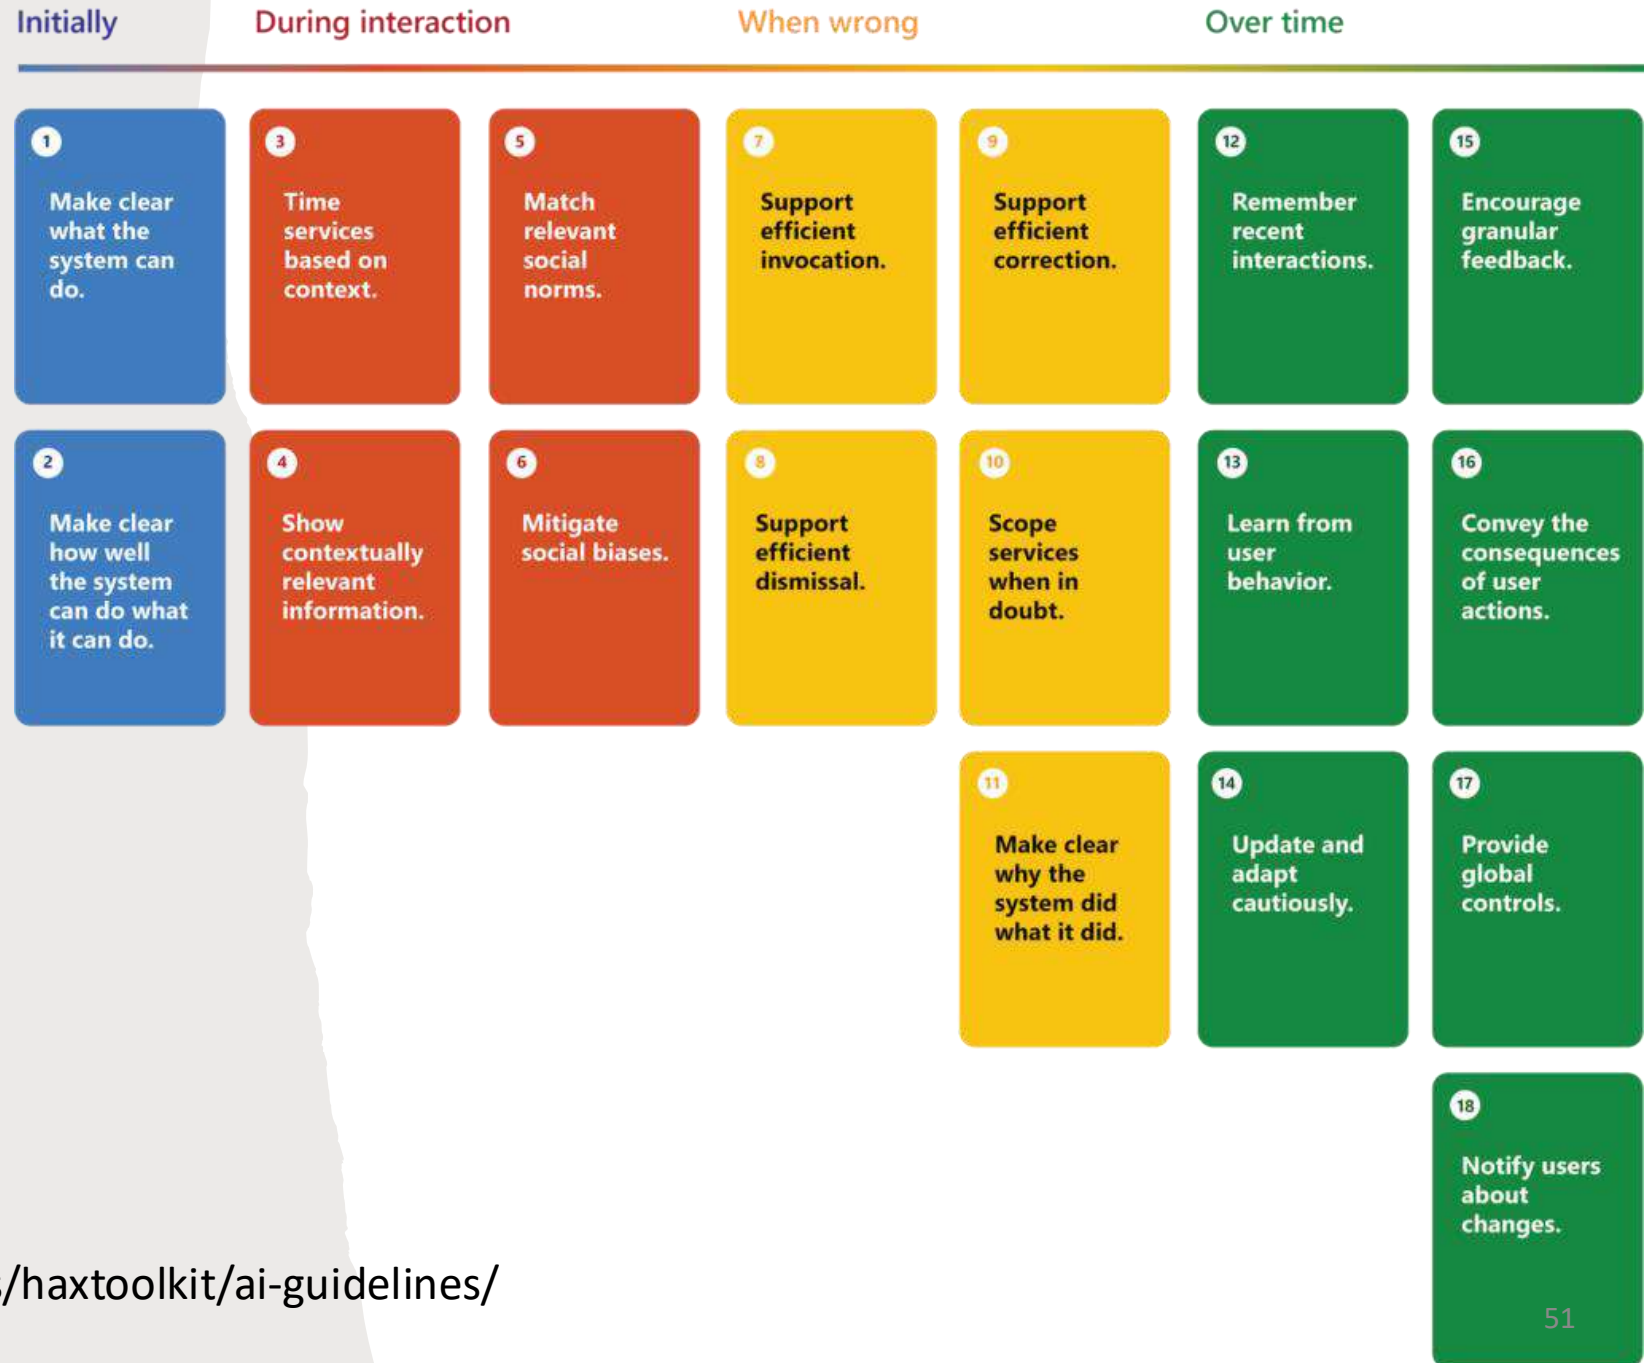 Initially
During interaction
When wrong
Over time
1
Make clear
what the
system can
do.
2
Make clear
how well
the system
can do what
it can do.
3
Time
services
based on
context.
4
Show
contextually
relevant
information.
5
Match
relevant
social
norms.
6
Mitigate
social biases.
7
Support
efficient
invocation.
8
Support
efficient
dismissal.
9
Support
efficient
correction.
10
Scope
services
when in
doubt.
11
Make clear
why the
system did
what it did.
12
Remember
recent
interactions.
13
Learn from
user
behavior.
14
Update and
adapt
cautiously.
15
Encourage
granular
feedback.
16
Convey the
consequences
of user
actions.
17
Provide
global
controls.
18
Notify users
about
changes.
/haxtoolkit/ai-guidelines/
51